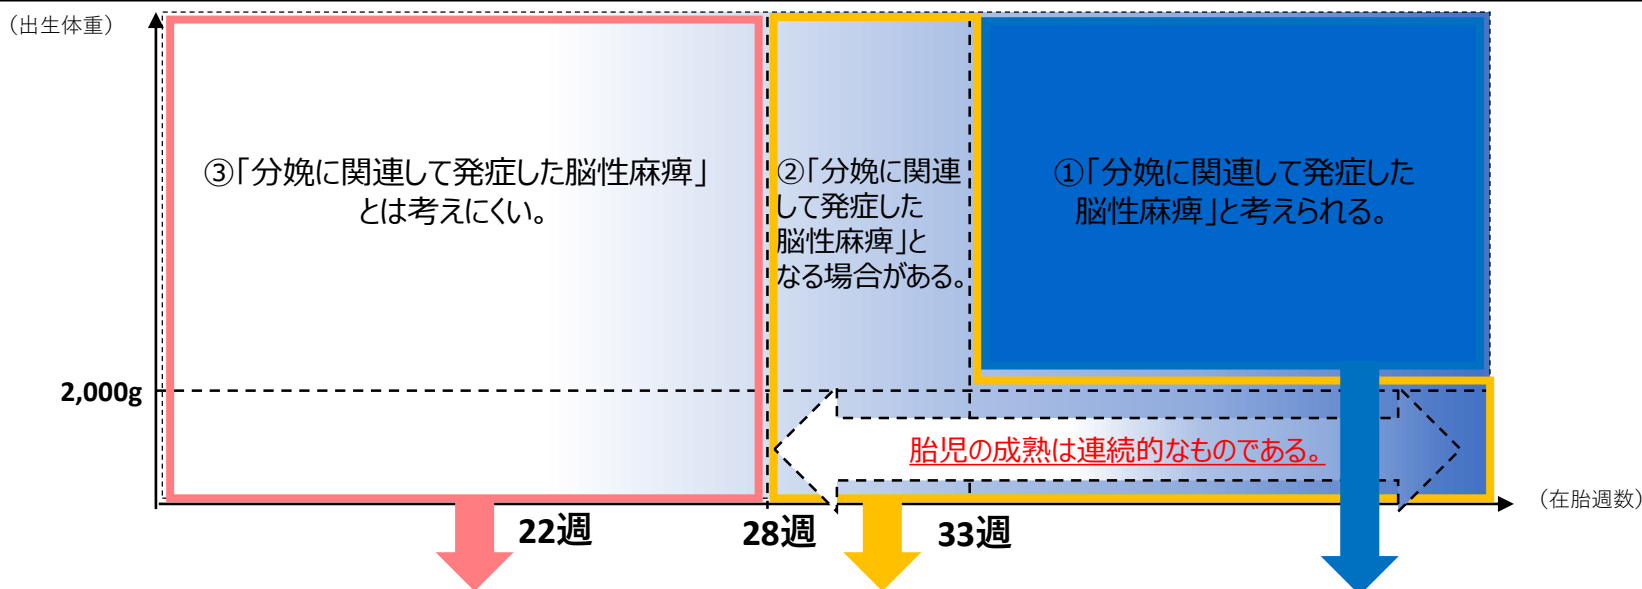 （出生体重）
③「分娩に関連して発症した脳性麻痺」
とは考えにくい。
②「分娩に関連
して発症した
脳性麻痺」と
なる場合がある。
①「分娩に関連して発症した
脳性麻痺」と考えられる。
2,000g
胎児の成熟は連続的なものである。
22週
28週
33週
（在胎週数）